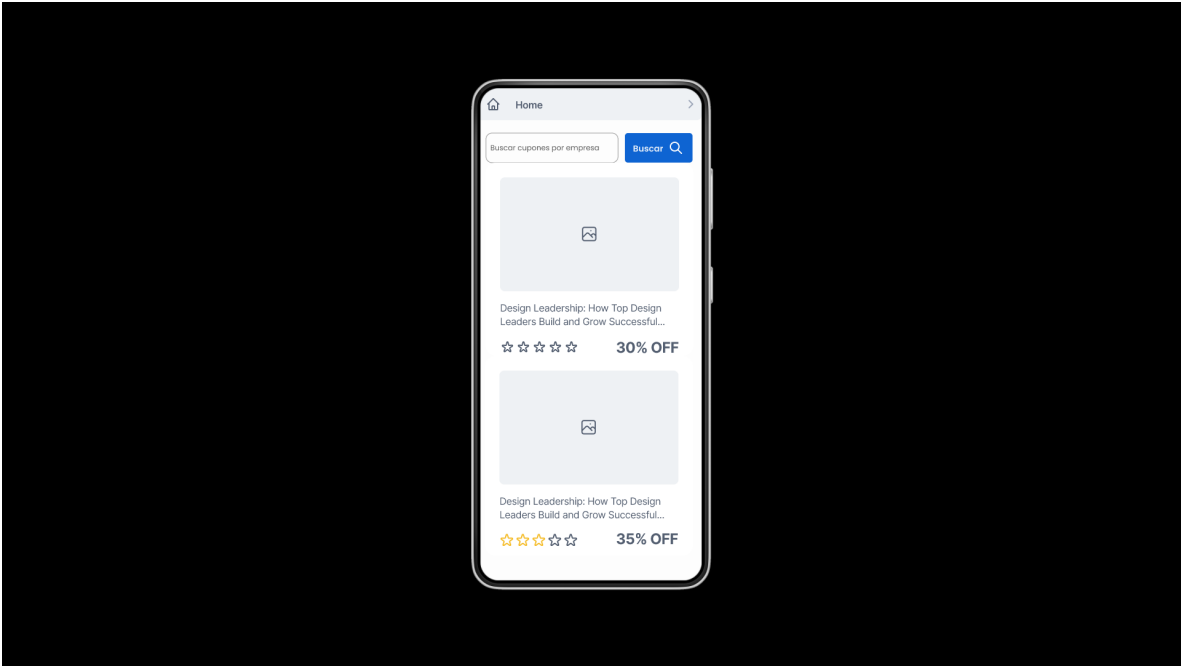 Home
Buscar cupones por empresa
Buscar
Design Leadership: How Top Design
Leaders Build and Grow Successful...
30% OFF
Design Leadership: How Top Design
Leaders Build and Grow Successful...
35% OFF